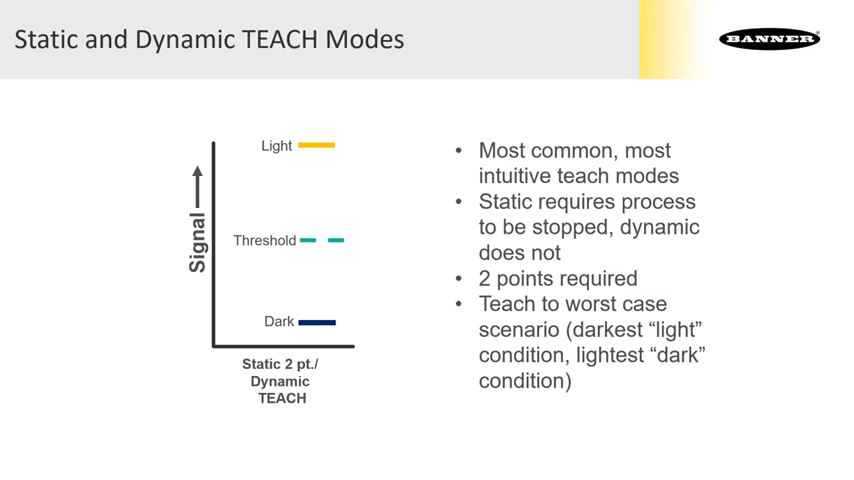 Static and Dynamic TEACH Modes
BANNER®
Light
Threshold
Dark
Signal
Static 2 pt./
Dynamic
TEACH
• Most common, most
intuitive teach modes
• Static requires process
to be stopped, dynamic
does not
• 2 points required
• Teach to worst case
scenario (darkest “light”
condition, lightest “dark”
condition)